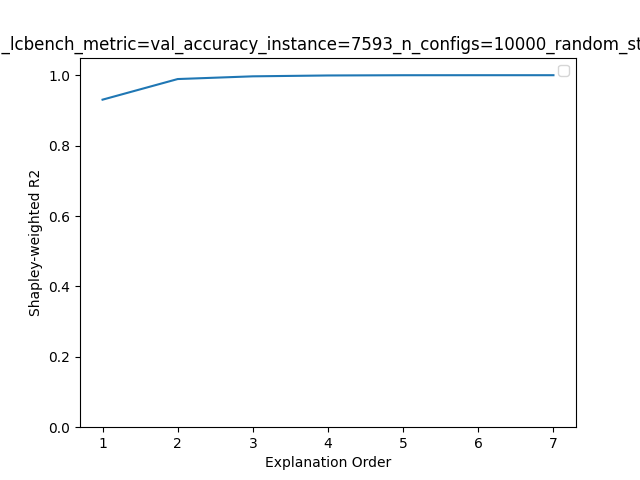 _lcbench_metric=val_accuracy_instance=7593_n_configs=10000_random_st
1.0
0.8
0.6
0.4
0.2
0.0
Shapley-weighted R2
1 2 3 4 5 6 7
Explanation Order